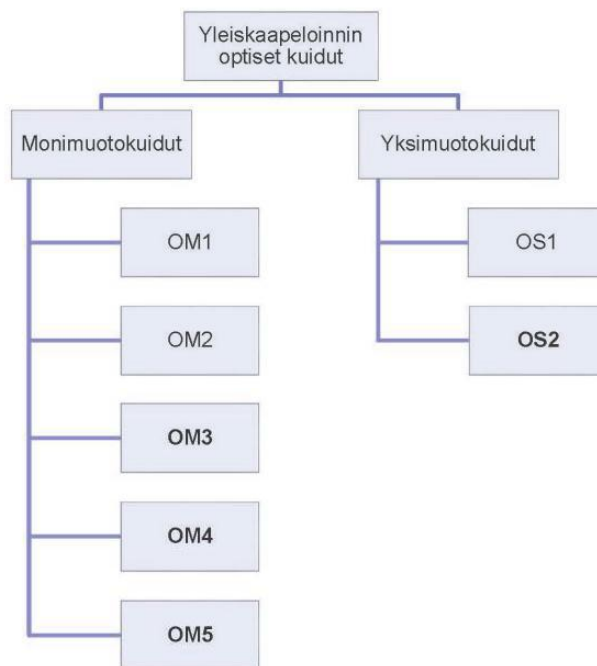 Yleiskaapeloinnin
optiset kuidut
Monimuotokuidut
Yksimuotokuidut
OM1
OS1
OM2
OS2
OM3
OM4
OM5